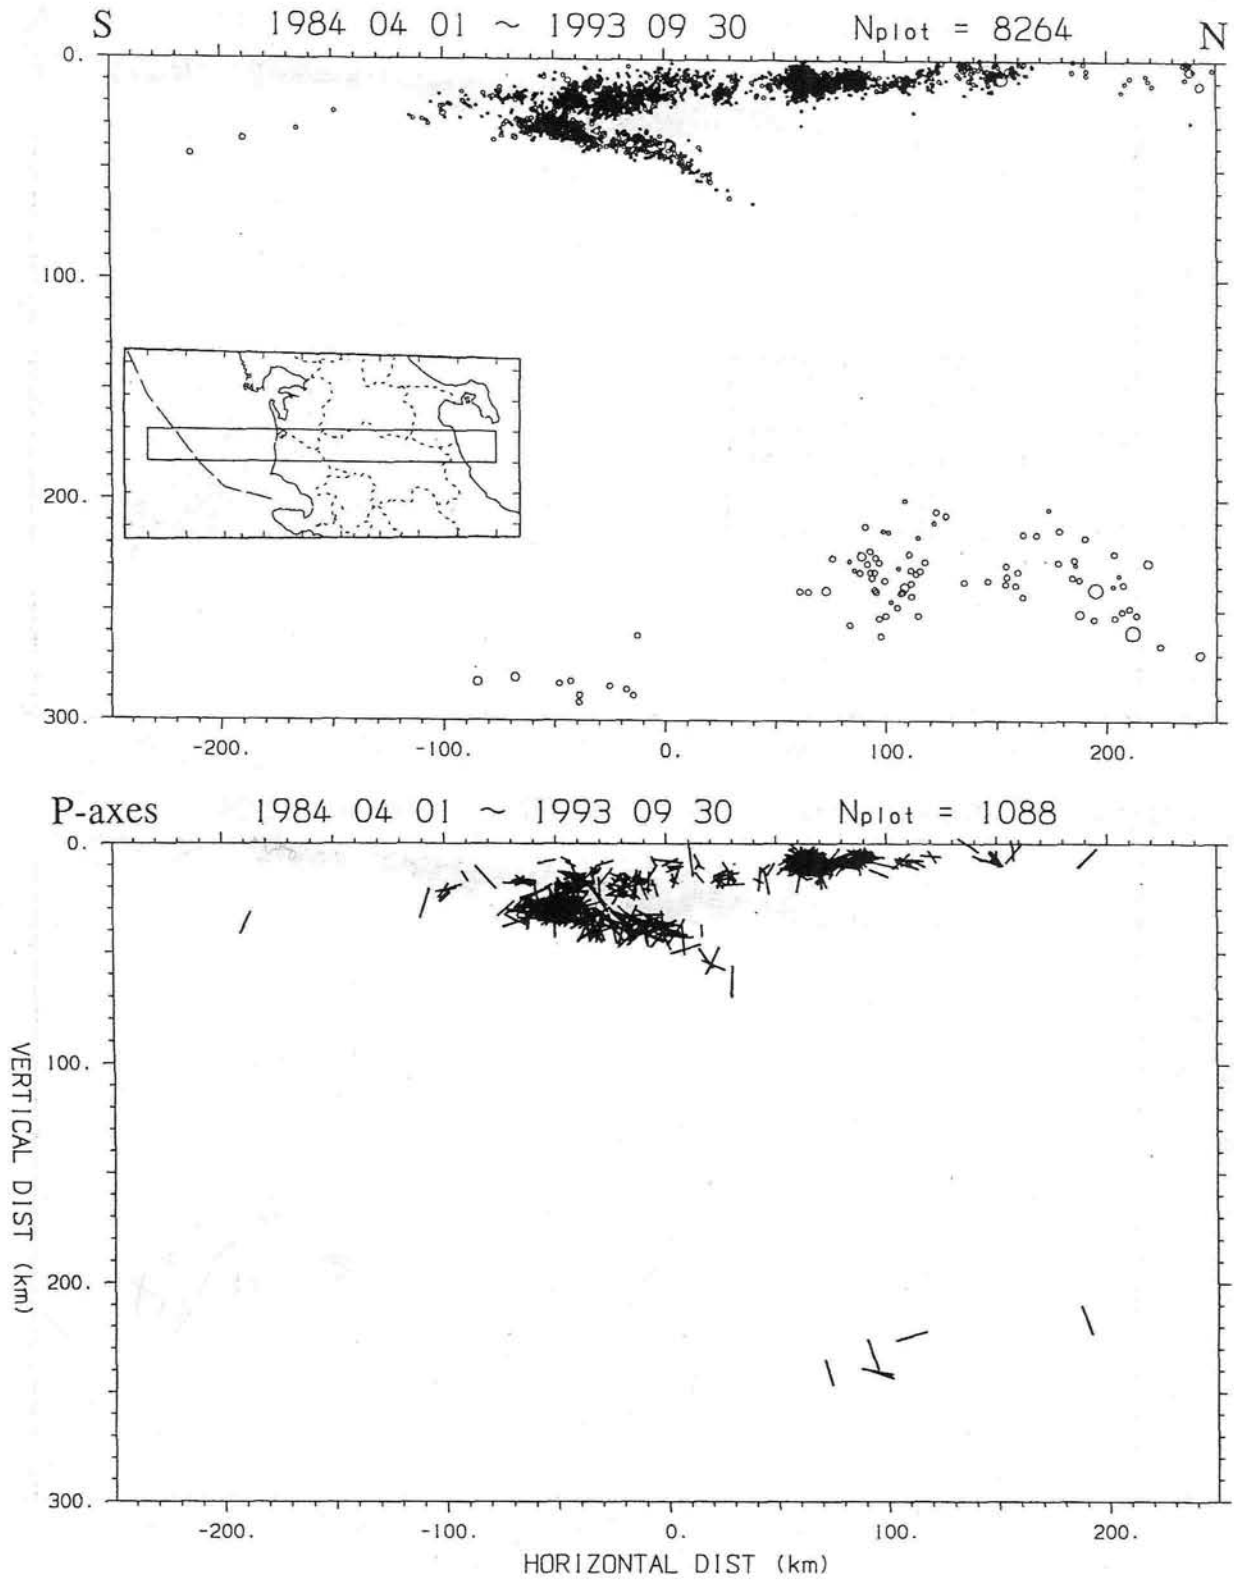 S 1984 04 01 ~ 1993 09 30 Nplot = 8264 N
0.
100.
200.
300.
-200. -100. 0. 100. 200.
P-axes 1984 04 01 ~ 1993 09 30 Nplot = 1088
0.
100.
200.
300.
VERTICAL DIST (km)
-200. -100. 0. 100. 200.
HORIZONTAL DIST (km)